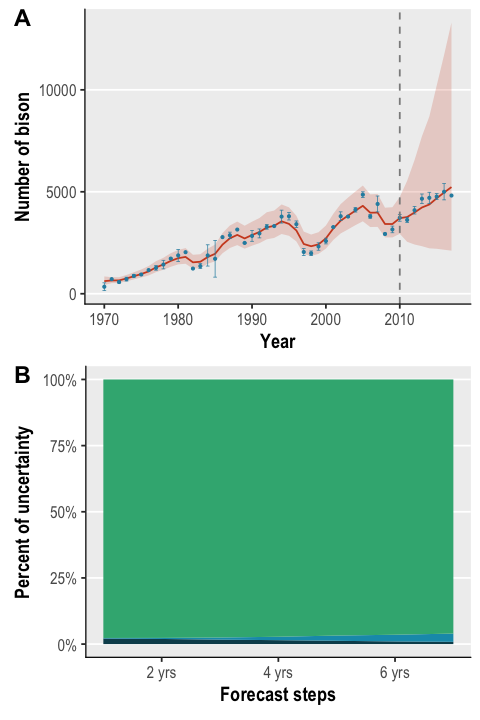 A
Number of bison
10000
5000
0
1970 1980 1990 2000 2010
Year
B
Percent of uncertainty
100%
75%
50%
25%
0%
2 yrs 4 yrs 6 yrs
Forecast steps